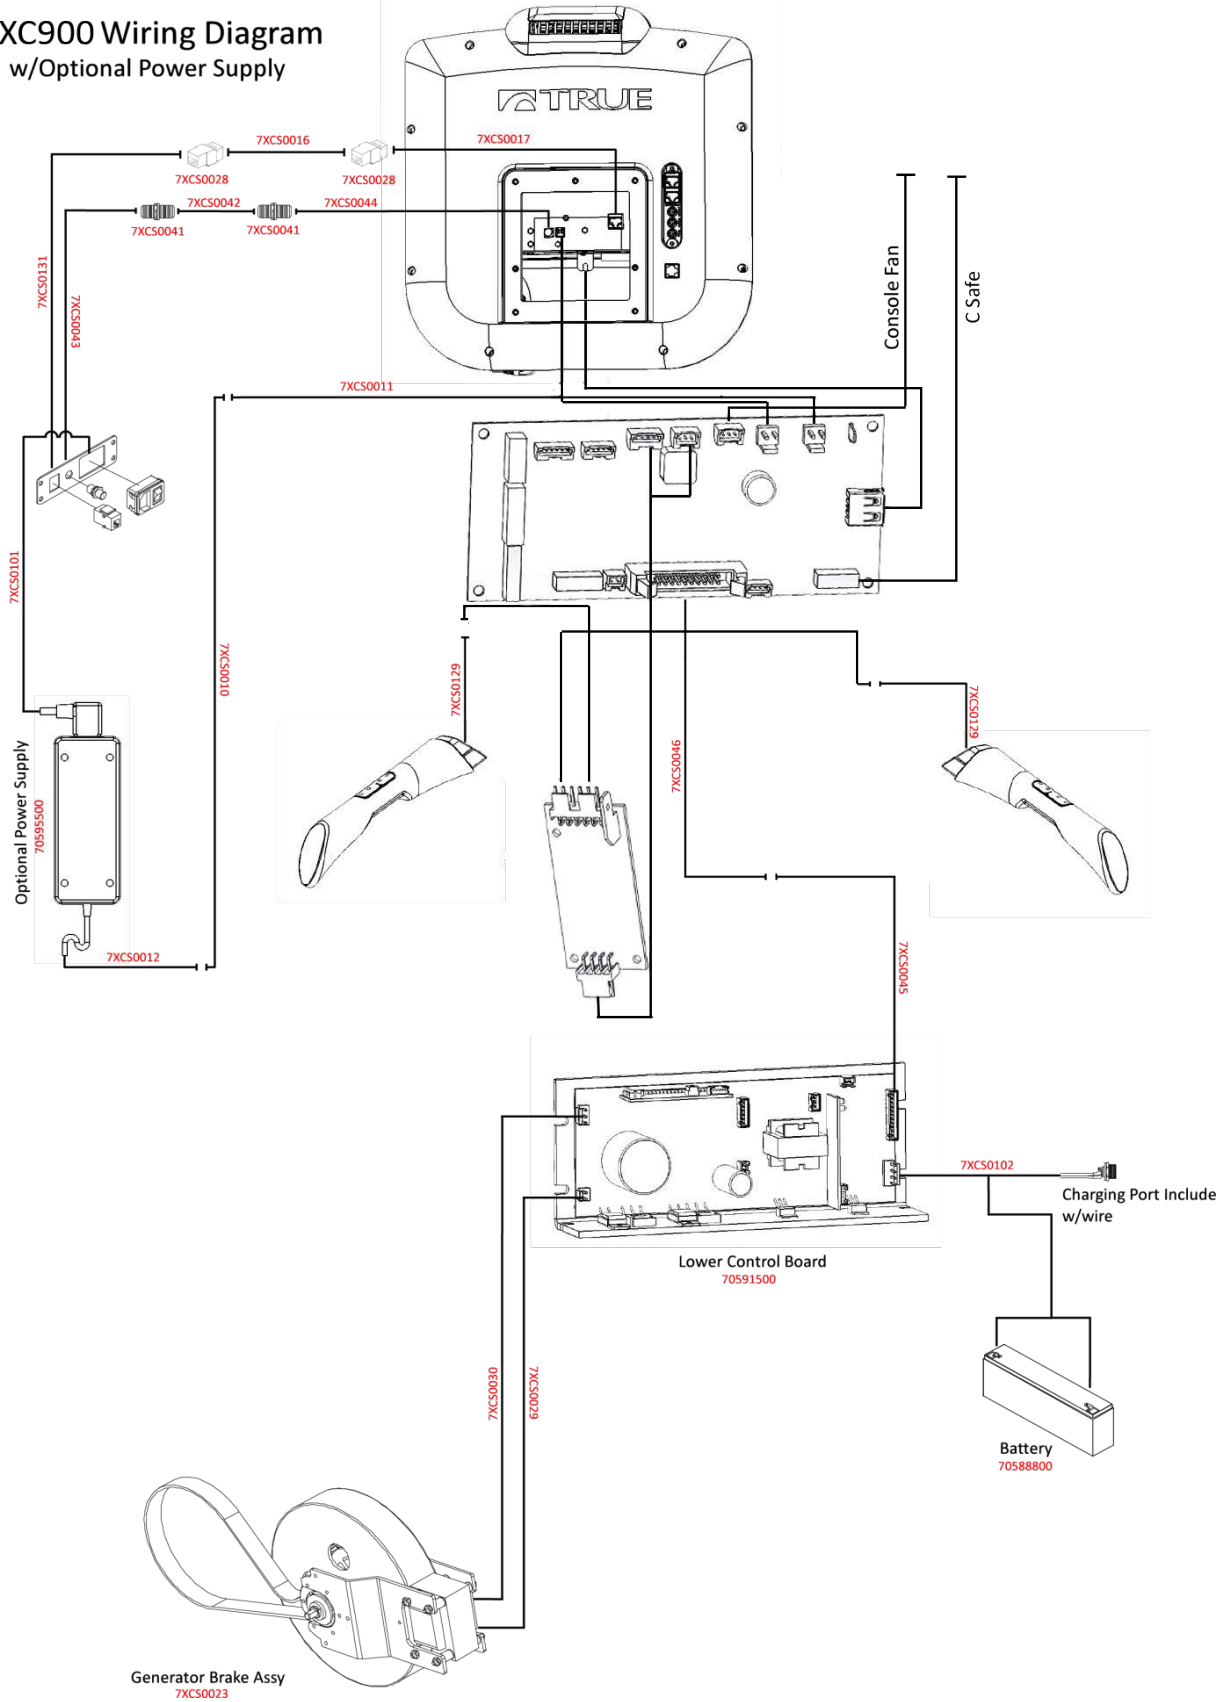 XC900 Wiring Diagram
w/Optional Power Supply
TRUE
7XCS0016
7XCS0017
7XCS0028
7XCS0028
7XCS0042
7XCS0044
7XCS0041
7XCS0041
7XCS0131
7XCS0043
Console Fan
C Safe
7XCS0011
7XCS0101
7XCS0010
7XCS0129
7XCS0129
7XCS0046
Optional Power Supply
70595500
7XCS0012
7XCS0045
7XCS0102
Charging Port Include
w/wire
Lower Control Board
70591500
7XCS0030
7XCS0029
Battery
70588800
Generator Brake Assy
7XCS0023